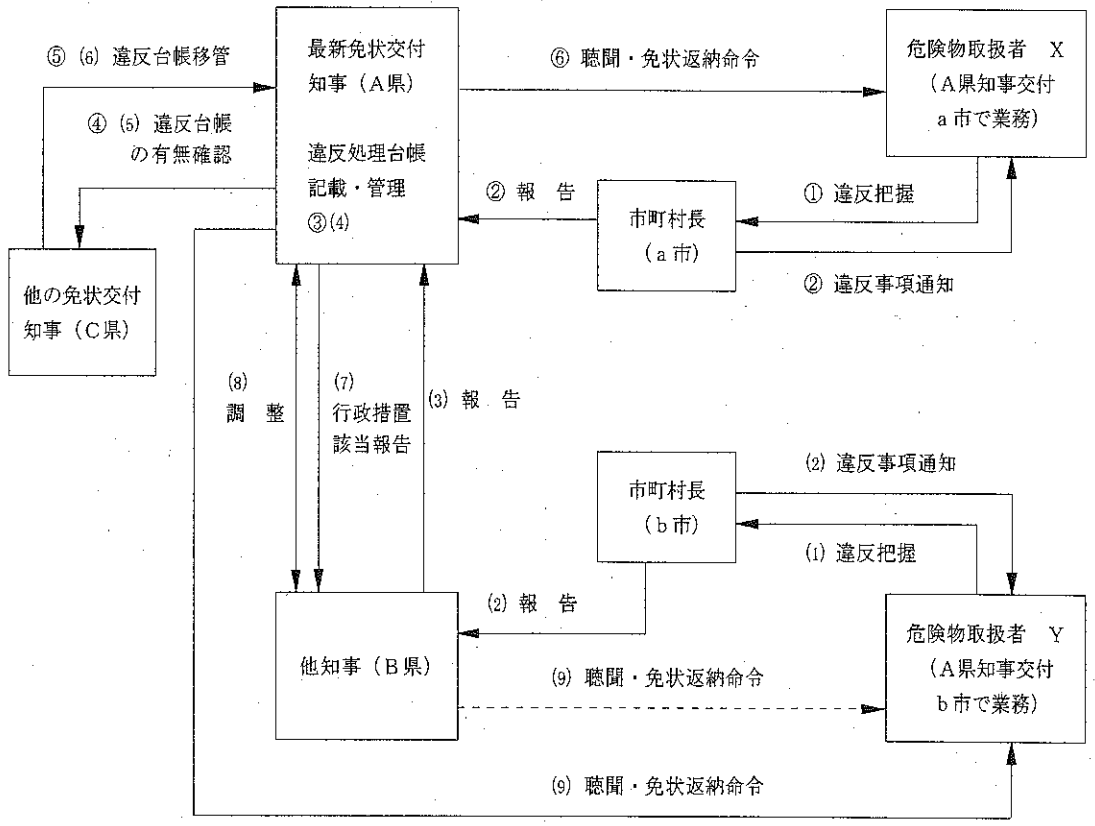 ⑤ (6) 違反台帳移管
④ (5) 違反台帳
の有無確認
最新免状交付
知事(A県)
違反処理台帳
記載・管理
③(4)
⑥ 聴聞・免状返納命令
危険物取扱者 X
(A県知事交付
a市で業務)
① 違反把握
② 報 告
市町村長
(a市)
② 違反事項通知
他の免状交付
知事(C県)
(8)
調 整
(7)
行政措置
該当報告
(3) 報 告
市町村長
(b市)
(2) 違反事項通知
(1) 違反把握
(2) 報 告
他知事(B県)
(9) 聴聞・免状返納命令
危険物取扱者 Y
(A県知事交付
b市で業務)
(9) 聴聞・免状返納命令